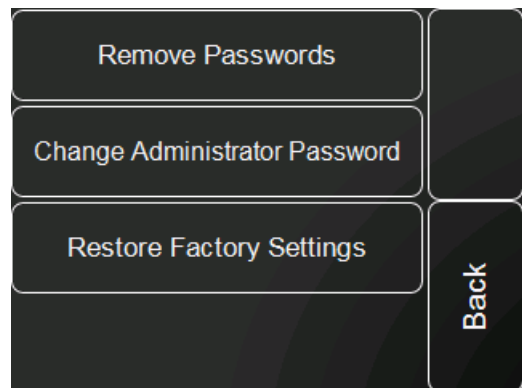 Remove Passwords
Change Administrator Password
Restore Factory Settings
Back